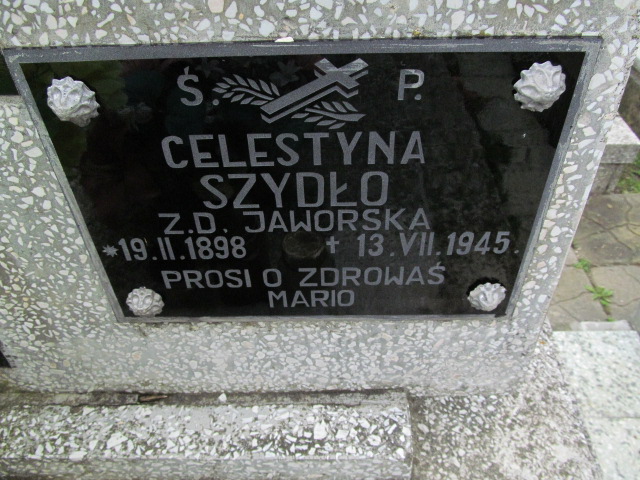 Ś. P.
CELESTYNA
SZYDŁO
Z.D. JAWORSKA
*19.II.1898 + 13.VII.1945.
PROSI O ZDROWAŚ
MARIO